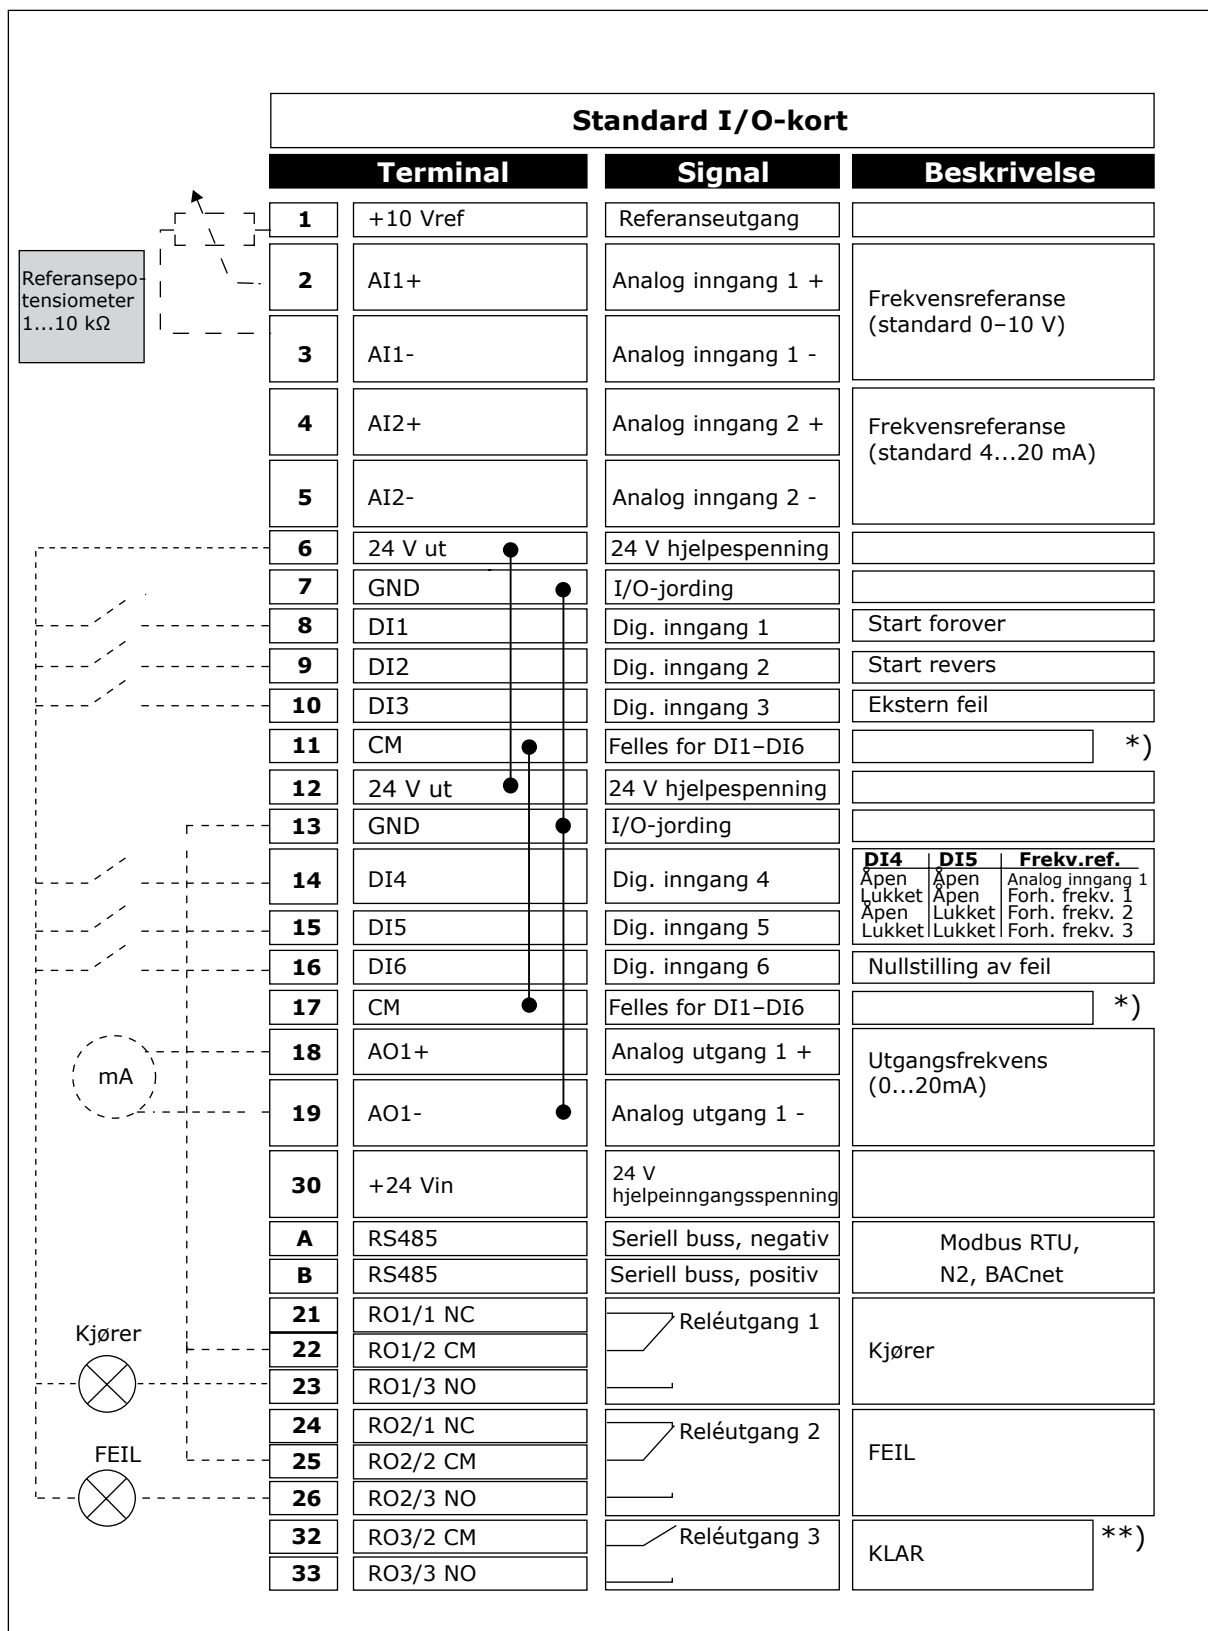 Standard I/O-kort
Terminal Signal Beskrivelse
1 +10 Vref Referanseutgang
Referansepo-
tensiometer
1...10 kΩ
2 AI1+ Analog inngang 1 +
Frekvensreferanse
(standard 0–10 V)
3 AI1- Analog inngang 1 -
4 AI2+ Analog inngang 2 +
Frekvensreferanse
(standard 4...20 mA)
5 AI2- Analog inngang 2 -
6 24 V ut 24 V hjelpespenning
7 GND I/O-jording
8 DI1 Dig. inngang 1 Start forover
9 DI2 Dig. inngang 2 Start revers
10 DI3 Dig. inngang 3 Ekstern feil
11 CM Felles for DI1–DI6 *)
12 24 V ut 24 V hjelpespenning
13 GND I/O-jording
14 DI4 Dig. inngang 4
DI4 DI5 Frekv.ref.
Åpen Åpen Analog inngang 1
Lukket Åpen Forh. frekv. 1
Åpen Lukket Forh. frekv. 2
Lukket Lukket Forh. frekv. 3
15 DI5 Dig. inngang 5
16 DI6 Dig. inngang 6 Nullstilling av feil
17 CM Felles for DI1–DI6 *)
mA
18 AO1+ Analog utgang 1 +
Utgangsfrekvens
(0...20mA)
19 AO1- Analog utgang 1 -
30 +24 Vin 24 V
hjelpeinngangsspenning
A RS485 Seriell buss, negativ Modbus RTU,
B RS485 Seriell buss, positiv N2, BACnet
21 RO1/1 NC Reléutgang 1
Kjører
22 RO1/2 CM Kjører
23 RO1/3 NO
24 RO2/1 NC Reléutgang 2
FEIL
25 RO2/2 CM FEIL
26 RO2/3 NO
32 RO3/2 CM Reléutgang 3 **)
KLAR
33 RO3/3 NO